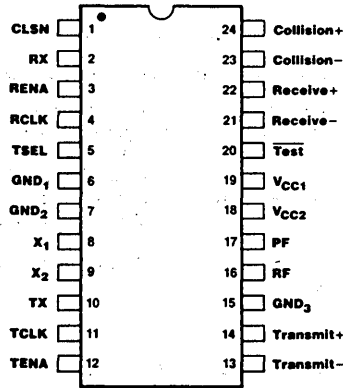 CLSN 1 24 Collision+
RX 2 23 Collision-
RENA 3 22 Receive+
RCLK 4 21 Receive-
TSEL 5 20 Test
GND1 6 19 VCC1
GND2 7 18 VCC2
X1 8 17 PF
X2 9 16 RF
TX 10 15 GND3
TCLK 11 14 Transmit+
TENA 12 13 Transmit-